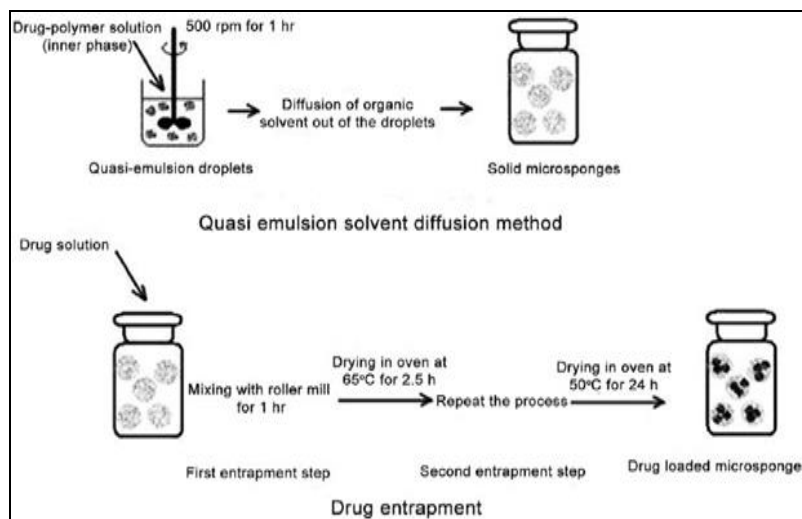 Drug-polymer solution
(inner phase)
500 rpm for 1 hr
Diffusion of organic
solvent out of the droplets
Quasi-emulsion droplets
Solid microsponges
Quasi emulsion solvent diffusion method
Drug solution
Mixing with roller mill
for 1 hr
Drying in oven at
65°C for 2.5 h
Repeat the process
Drying in oven at
50°C for 24 h
First entrapment step
Second entrapment step
Drug loaded microsponge
Drug entrapment